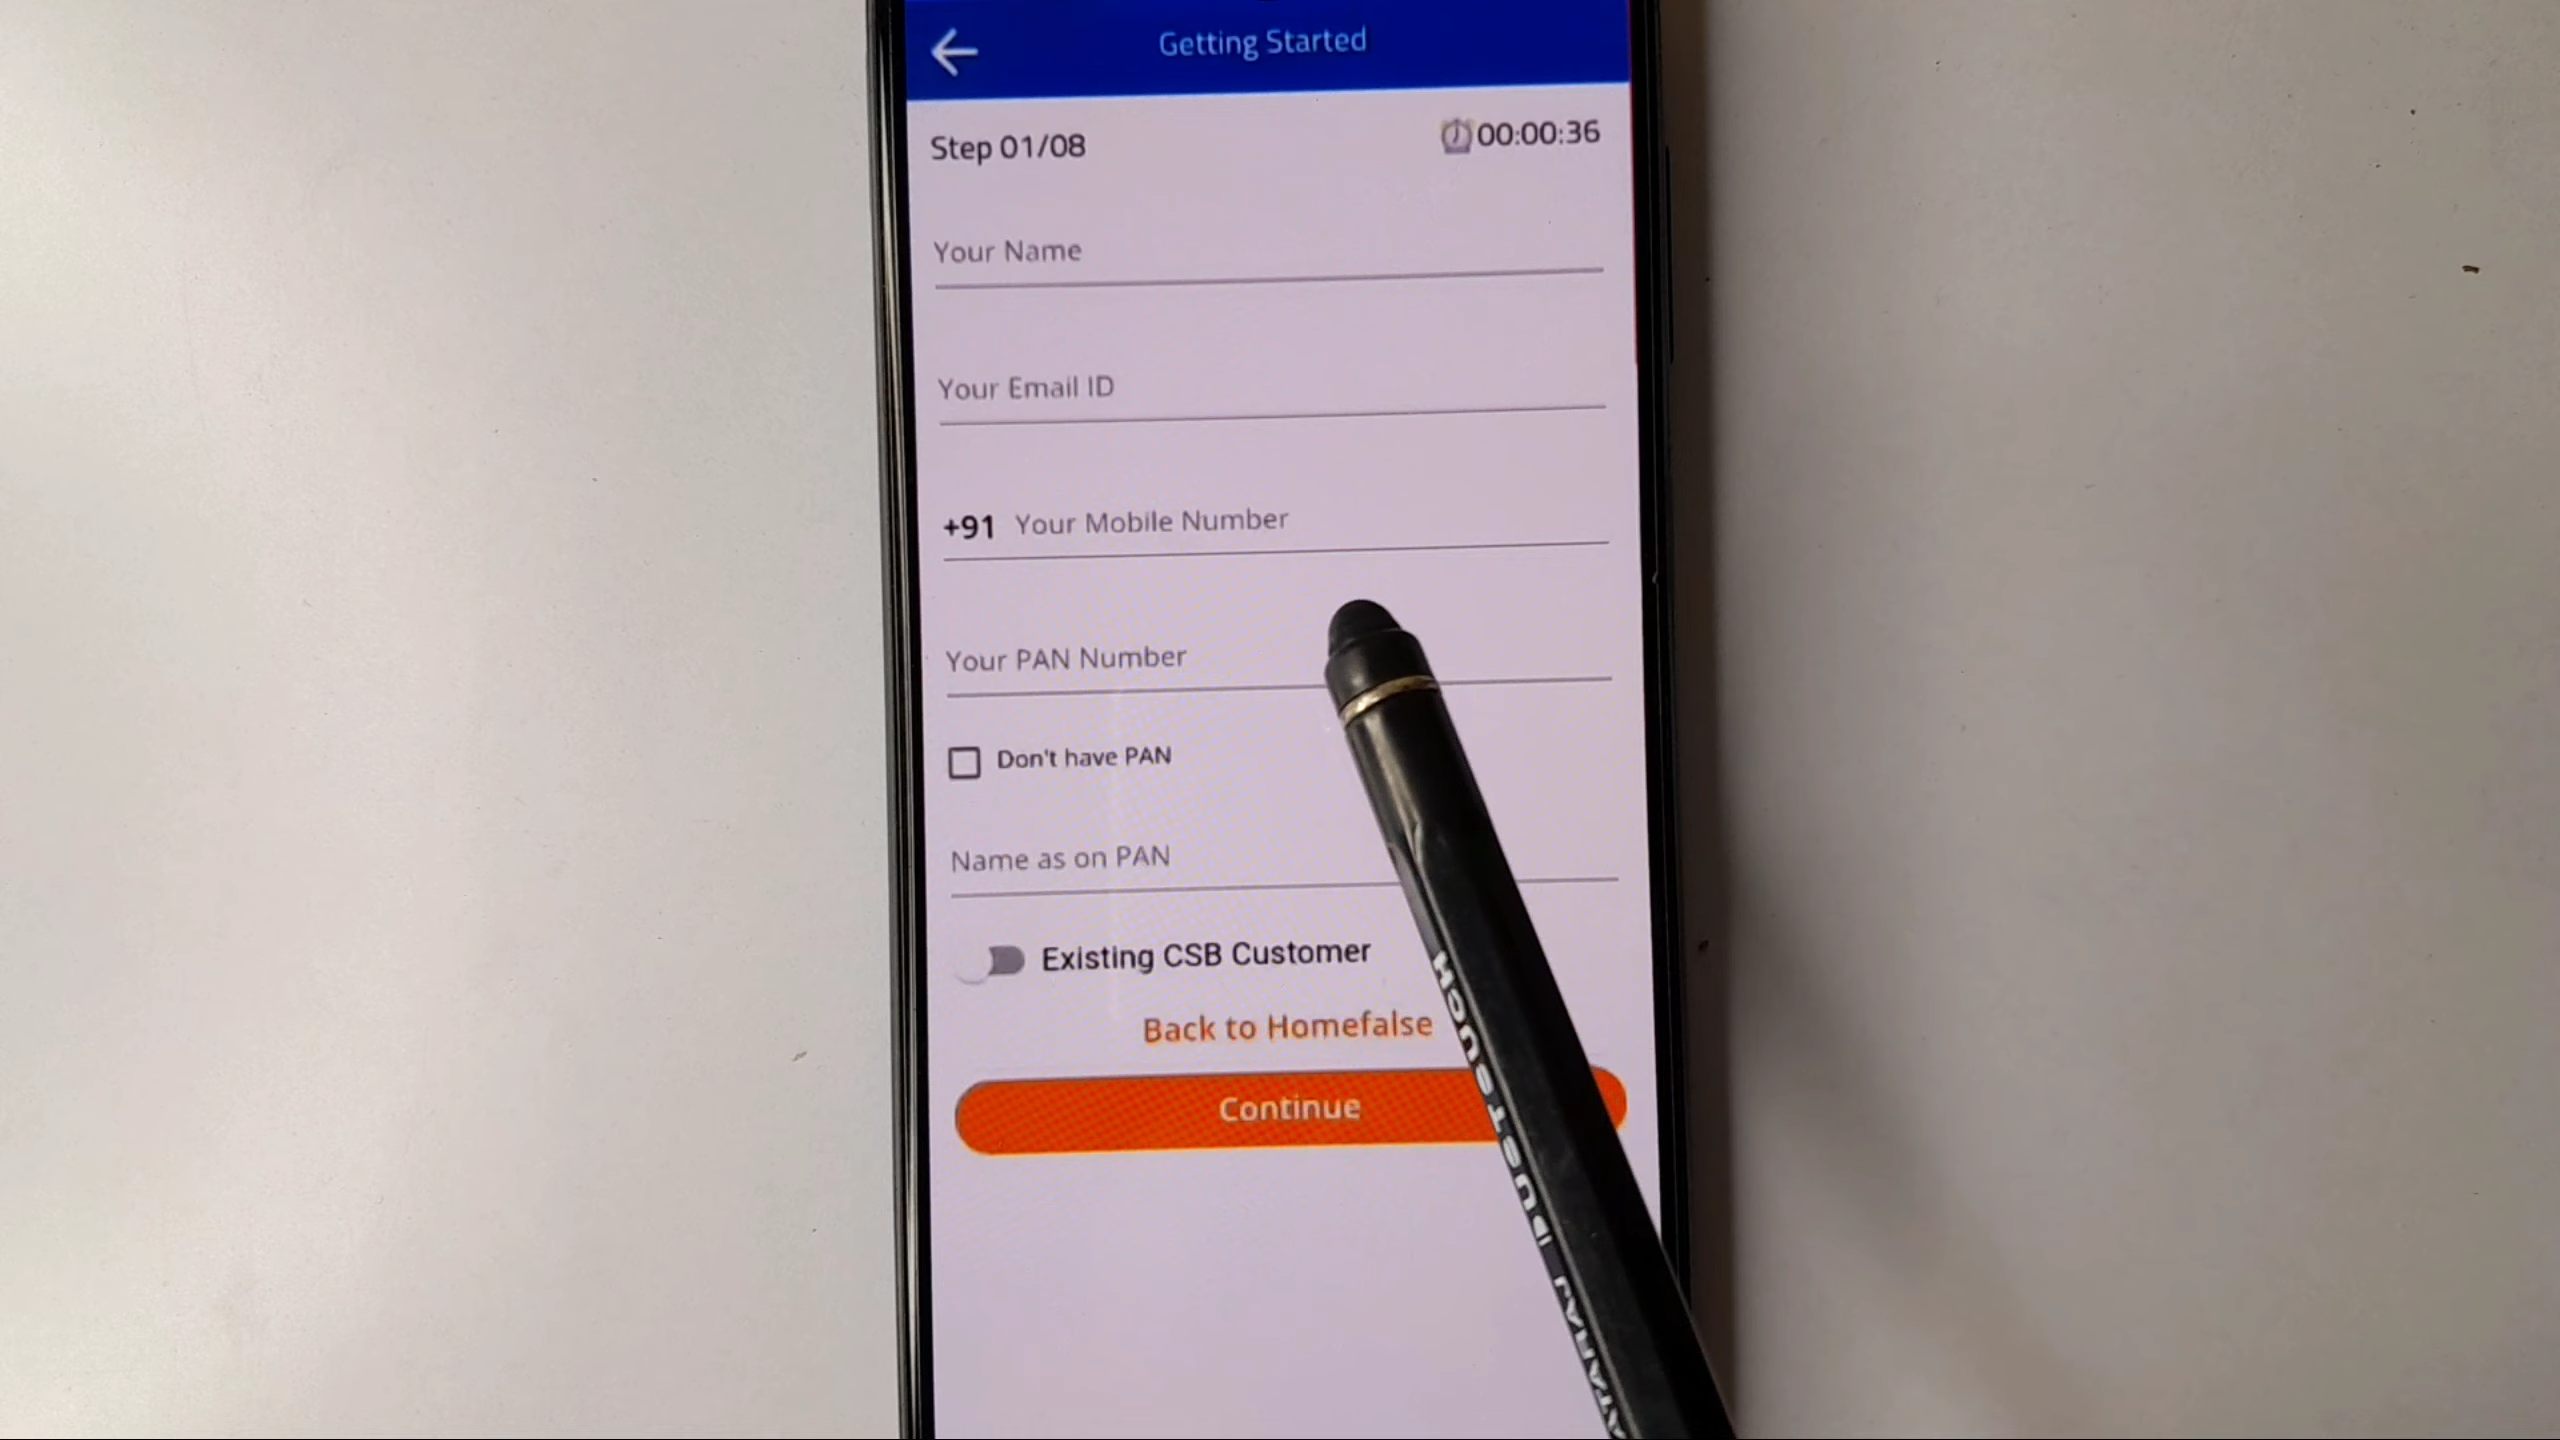 Getting Started
Step 01/08
00:00:36
Your Name
Your Email ID
+91 Your Mobile Number
Your PAN Number
Don't have PAN
Name as on PAN
Existing CSB Customer
Back to Homefalse
Continue